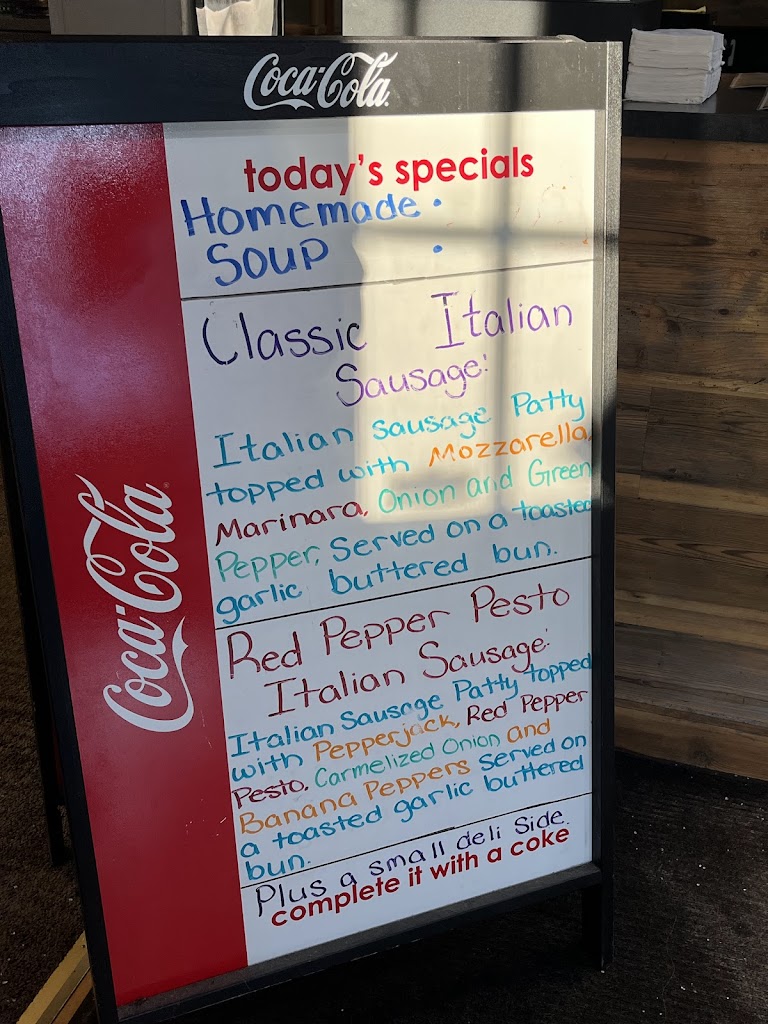 Coca-Cola
today's specials
Homemade :
Soup
Classic Italian
Sausage:
Italian Sausage Patty
topped with Mozzarella,
Marinara, Onion and Green
Pepper, Served on a toasted
garlic buttered bun.
Red Pepper Pesto
Italian Sausage:
Italian Sausage Patty topped
with Pepperjack, Red Pepper
Pesto, Carmelized Onion and
Banana Peppers Served on
a toasted garlic buttered
bun.
Plus a small deli Side.
complete it with a coke
Coca-Cola